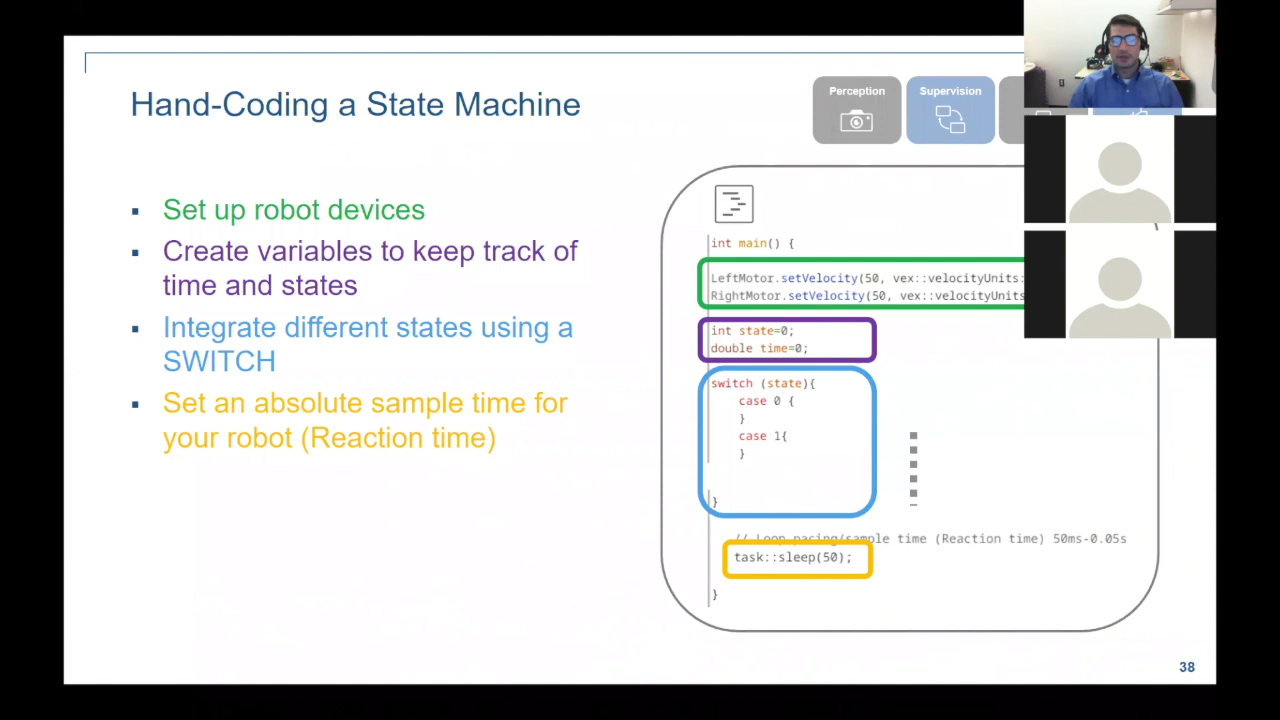 Hand-Coding a State Machine
Perception
Supervision
Set up robot devices
Create variables to keep track of
time and states
Integrate different states using a
SWITCH
Set an absolute sample time for
your robot (Reaction time)
int main() {
LeftMotor.setVelocity(50, vex::velocityUnits:
RightMotor.setVelocity(50, vex::velocityUnits
int state=0;
double time=0;
switch (state){
case 0 {
}
case 1{
}
}
// Loop pacing/sample time (Reaction time) 50ms-0.05s
task::sleep(50);
}
38